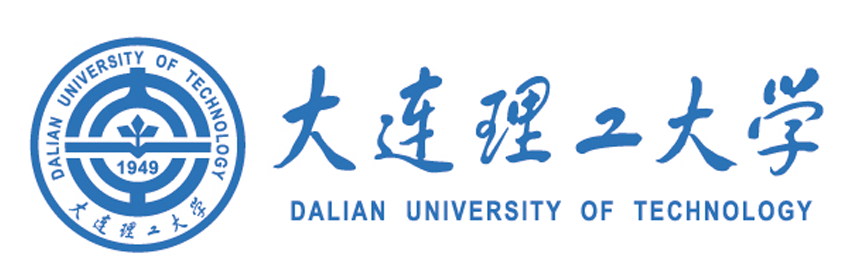 DALIAN UNIVERSITY OF TECHNOLOGY
1949
大连理工大学
大连理工大学
DALIAN UNIVERSITY OF TECHNOLOGY